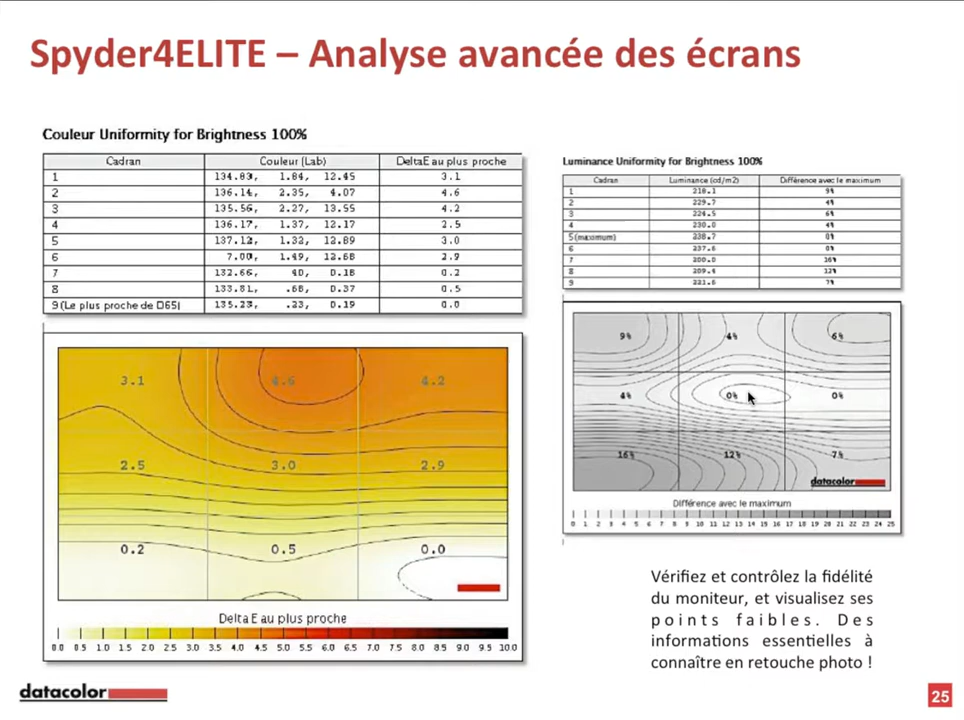 Spyder4ELITE – Analyse avancée des écrans
Couleur Uniformity for Brightness 100%
Cadran Couleur (Lab) DeltaE au plus proche
1 134.83, 1.84, 12.45 3.1
2 136.14, 2.35, 4.07 4.6
3 135.56, 2.27, 13.55 4.2
4 136.17, 1.37, 12.17 2.5
5 137.12, 1.32, 12.89 3.0
6 7.00, 1.49, 12.68 2.9
7 132.66, 40, 0.18 0.2
8 133.81, .68, 0.37 0.5
9 (Le plus proche de D65) 135.23, .23, 0.19 0.0
3.1 4.6 4.2
2.5 3.0 2.9
0.2 0.5 0.0
Delta E au plus proche
0.0 0.5 1.0 1.5 2.0 2.5 3.0 3.5 4.0 4.5 5.0 5.5 6.0 6.5 7.0 7.5 8.0 8.5 9.0 9.5 10.0
Luminance Uniformity for Brightness 100%
Cadran Luminance (cd/m2) Différence avec le maximum
1 218.1 9%
2 229.7 4%
3 224.5 6%
4 230.0 4%
5 (maximum) 238.7 0%
6 237.6 0%
7 200.0 16%
8 209.4 12%
9 221.6 7%
9% 4% 6%
4% 0% 0%
16% 12% 7%
datacolor
Différence avec le maximum
0 1 2 3 4 5 6 7 8 9 10 11 12 13 14 15 16 17 18 19 20 21 22 23 24 25
Vérifiez et contrôlez la fidélité
du moniteur, et visualisez ses
points faibles. Des
informations essentielles à
connaître en retouche photo !
datacolor
25